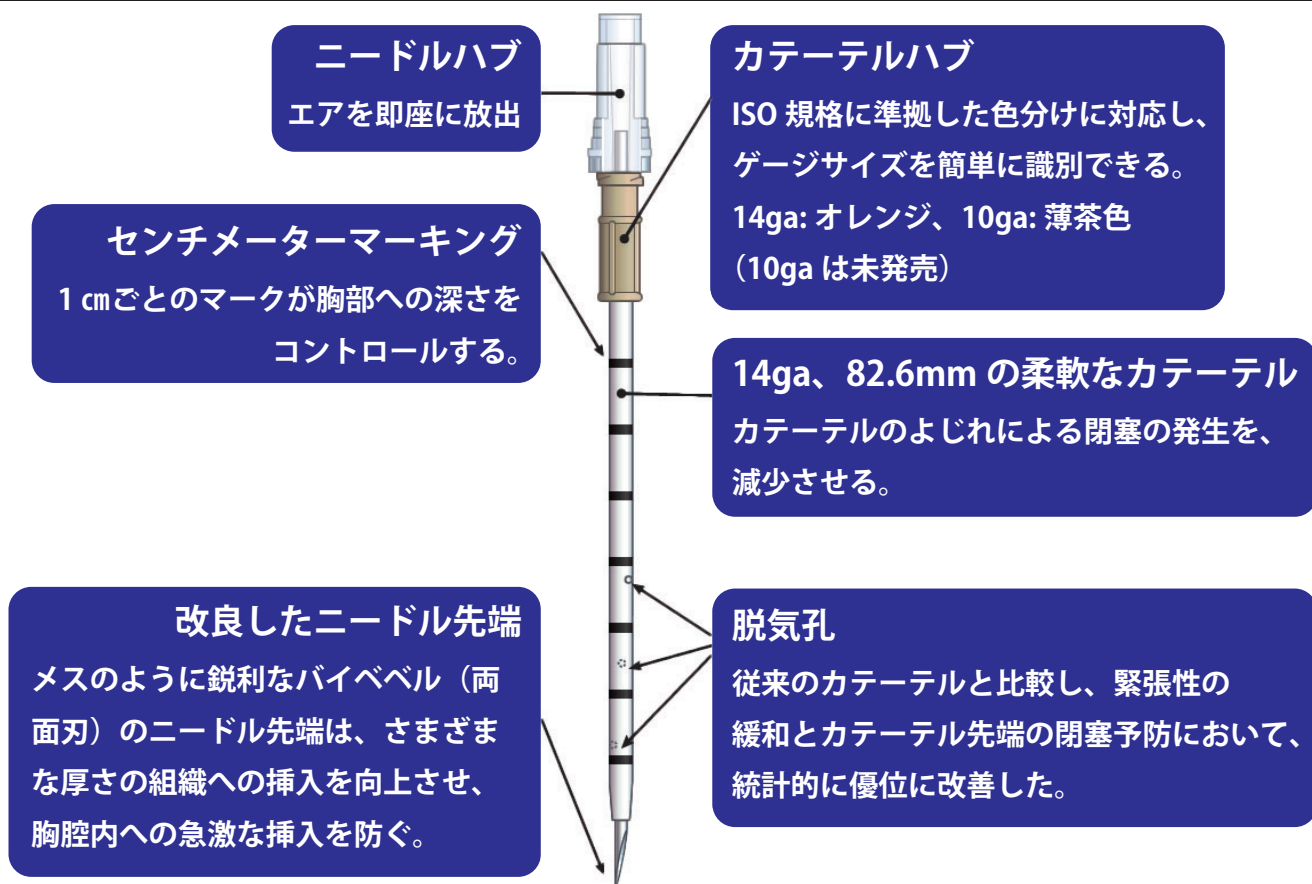 ニードルハブ
エアを即座に放出
カテーテルハブ
ISO 規格に準拠した色分けに対応し、
ゲージサイズを簡単に識別できる。
14ga: オレンジ、10ga: 薄茶色
（10ga は未発売）
センチメーターマーキング
1 ㎝ごとのマークが胸部への深さを
コントロールする。
14ga、82.6mm の柔軟なカテーテル
カテーテルのよじれによる閉塞の発生を、
減少させる。
改良したニードル先端
メスのように鋭利なバイベベル（両
面刃）のニードル先端は、さまざま
な厚さの組織への挿入を向上させ、
胸腔内への急激な挿入を防ぐ。
脱気孔
従来のカテーテルと比較し、緊張性の
緩和とカテーテル先端の閉塞予防において、
統計的に優位に改善した。